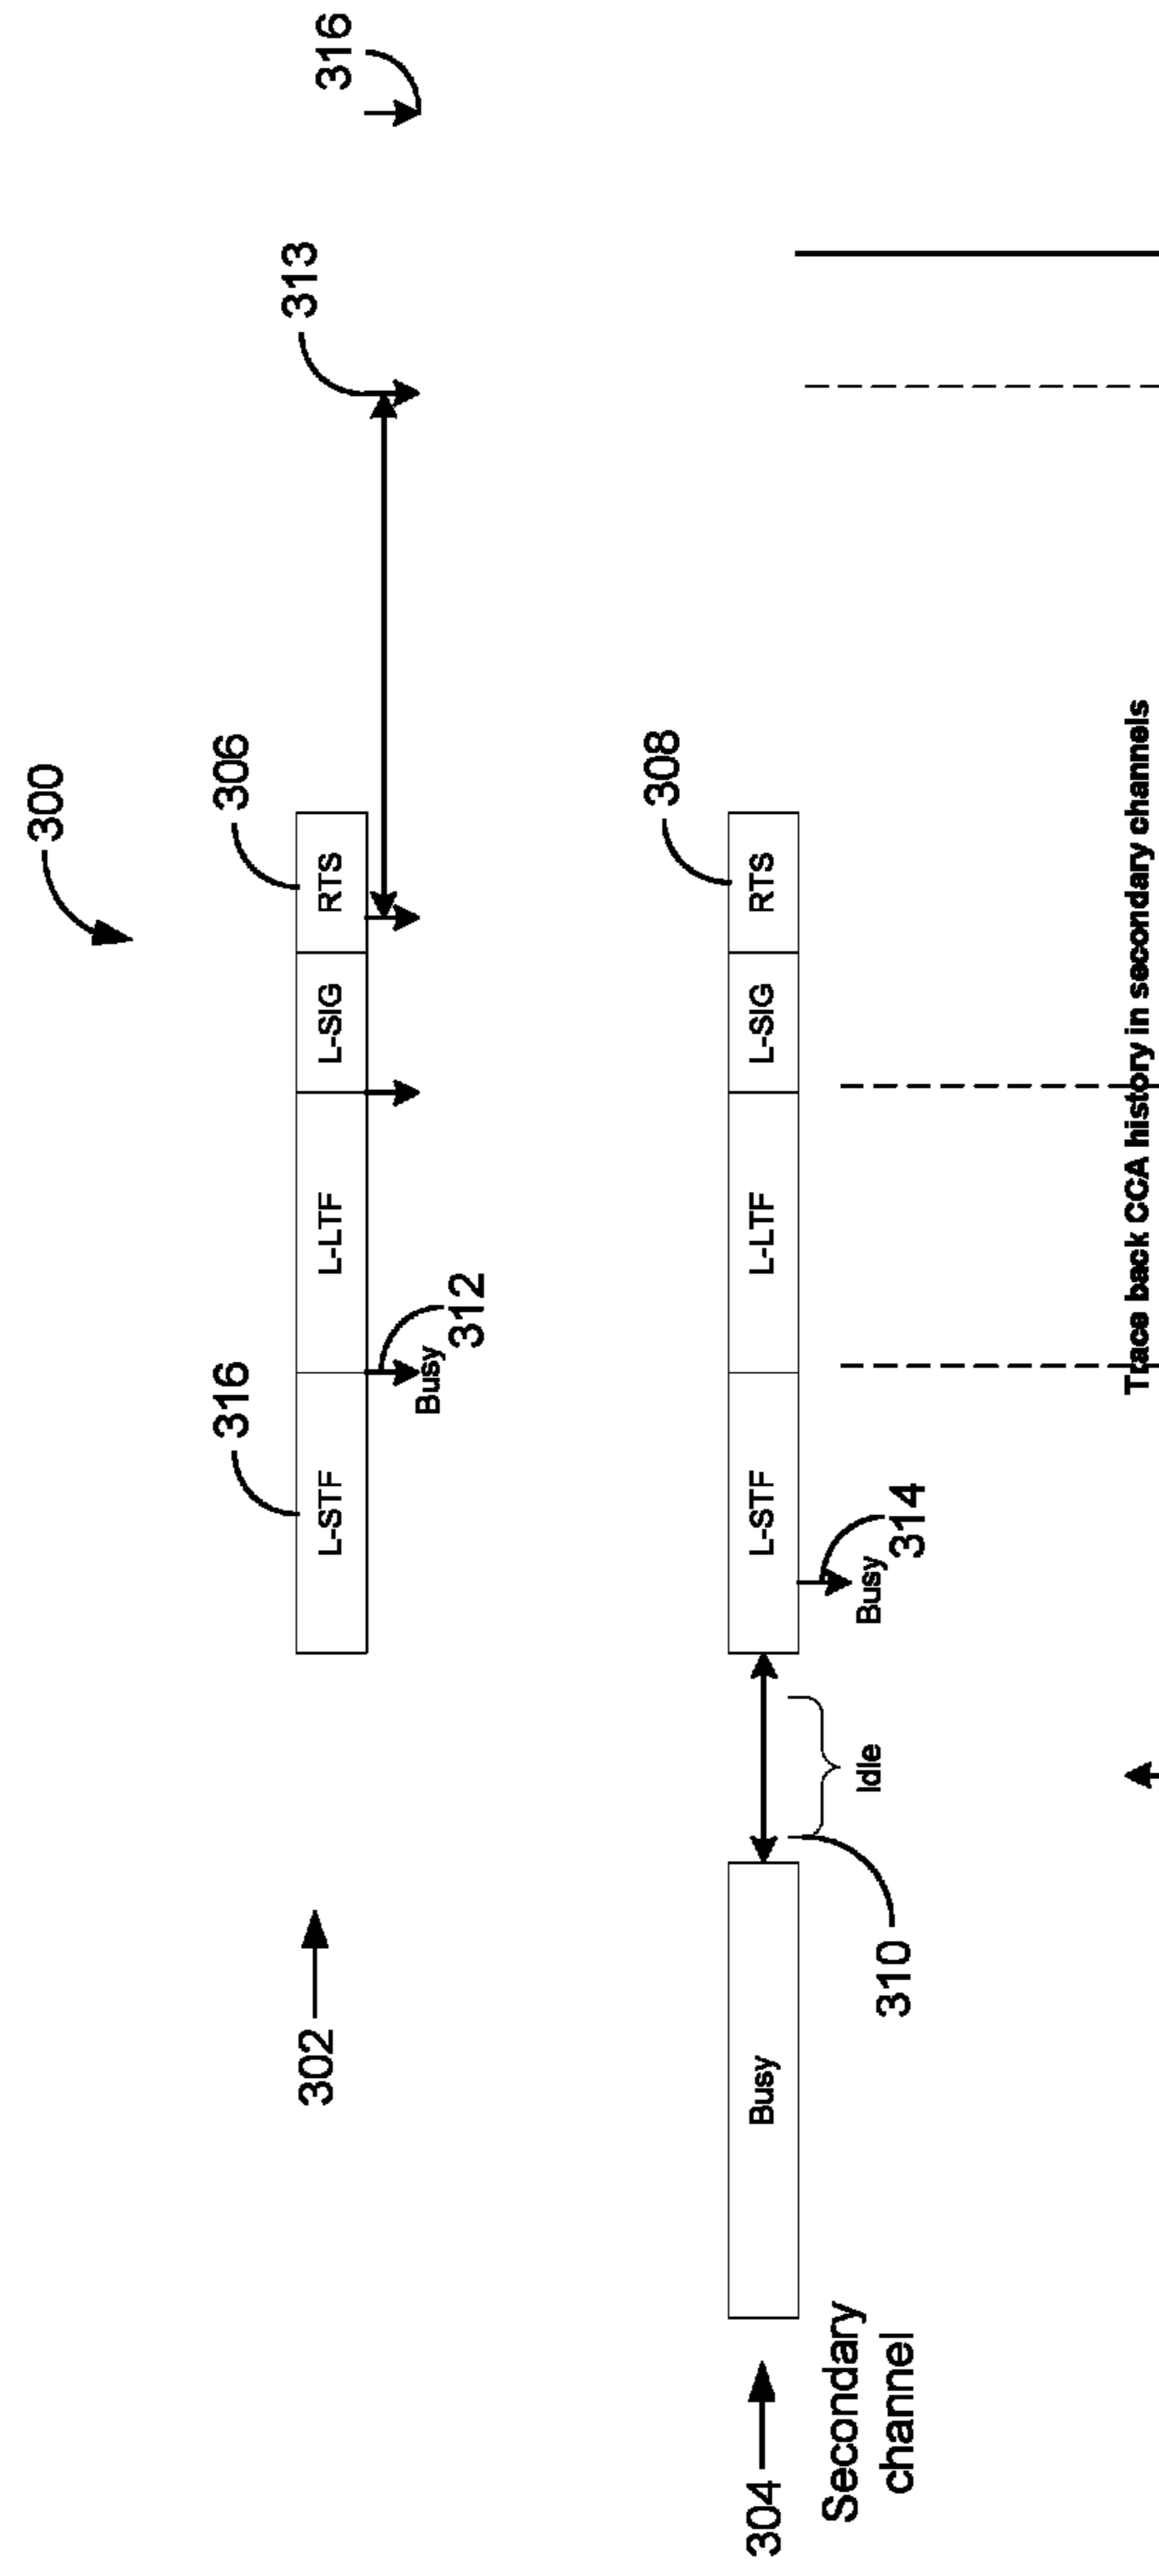 300
316
313
306
RTS
L-SIG
L-LTF
L-STF
316
312
Busy
302
308
RTS
L-SIG
L-LTF
L-STF
314
Busy
Idle
310
Busy
304
Secondary
channel
Trace back CCA history in secondary channels